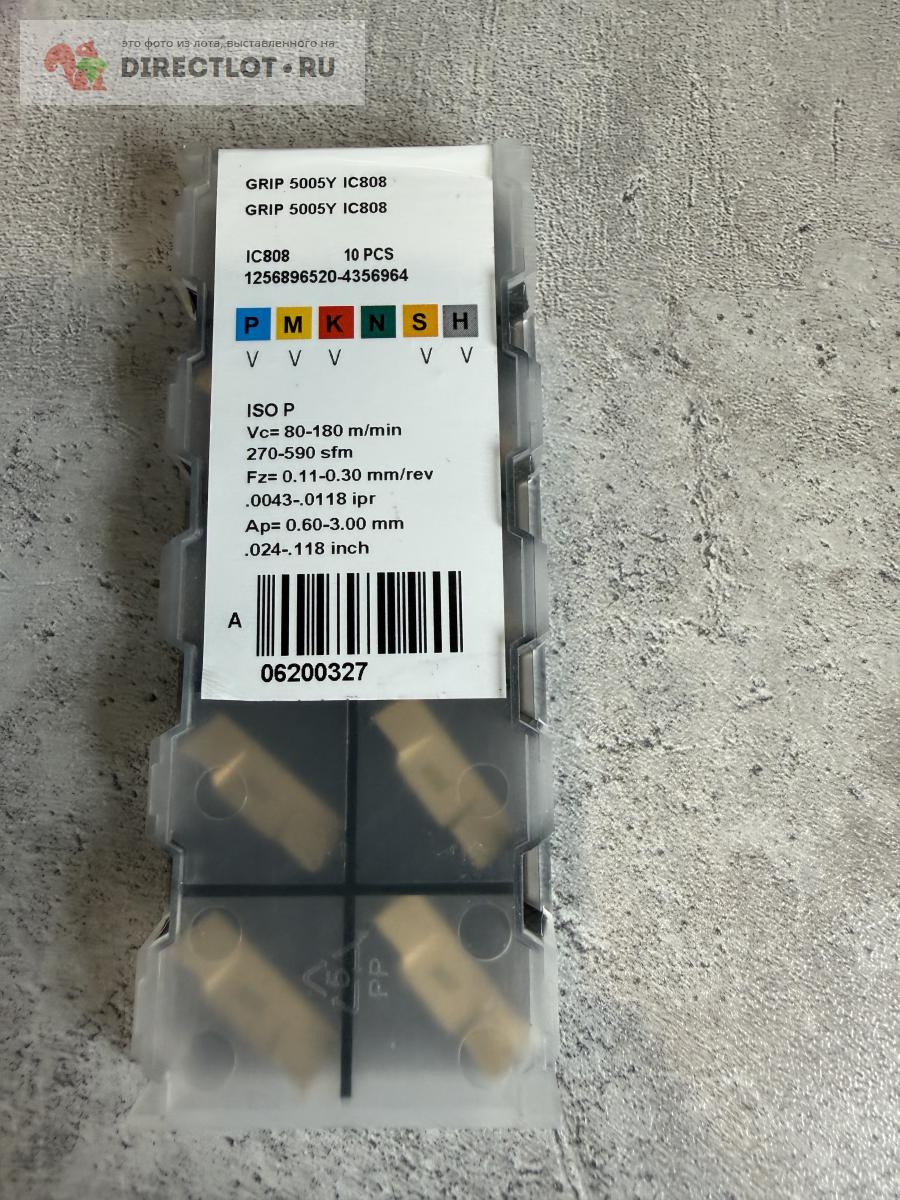 это фото из лота, выставленного на
DIRECTLOT.RU
GRIP 5005Y IC808
GRIP 5005Y IC808
IC808 10 PCS
1256896520-4356964
P M K N S H
V V V V V
ISO P
Vc= 80-180 m/min
270-590 sfm
Fz= 0.11-0.30 mm/rev
.0043-.0118 ipr
Ap= 0.60-3.00 mm
.024-.118 inch
A
06200327
5
PP